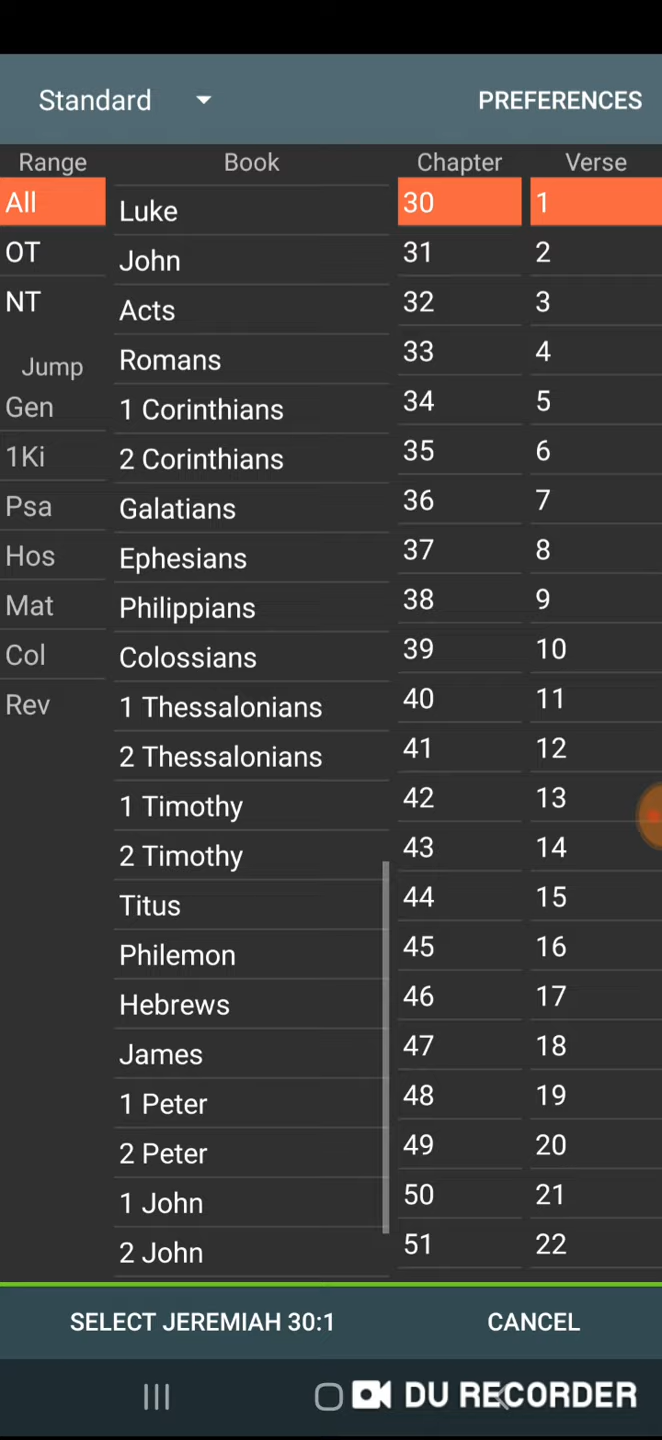 Standard
PREFERENCES
Range Book Chapter Verse
All Luke 30 1
OT John 31 2
NT Acts 32 3
Jump Romans 33 4
Gen 1 Corinthians 34 5
1Ki 2 Corinthians 35 6
Psa Galatians 36 7
Hos Ephesians 37 8
Mat Philippians 38 9
Col Colossians 39 10
Rev 1 Thessalonians 40 11
2 Thessalonians 41 12
1 Timothy 42 13
2 Timothy 43 14
Titus 44 15
Philemon 45 16
Hebrews 46 17
James 47 18
1 Peter 48 19
2 Peter 49 20
1 John 50 21
2 John 51 22
SELECT JEREMIAH 30:1 CANCEL
DU RECORDER